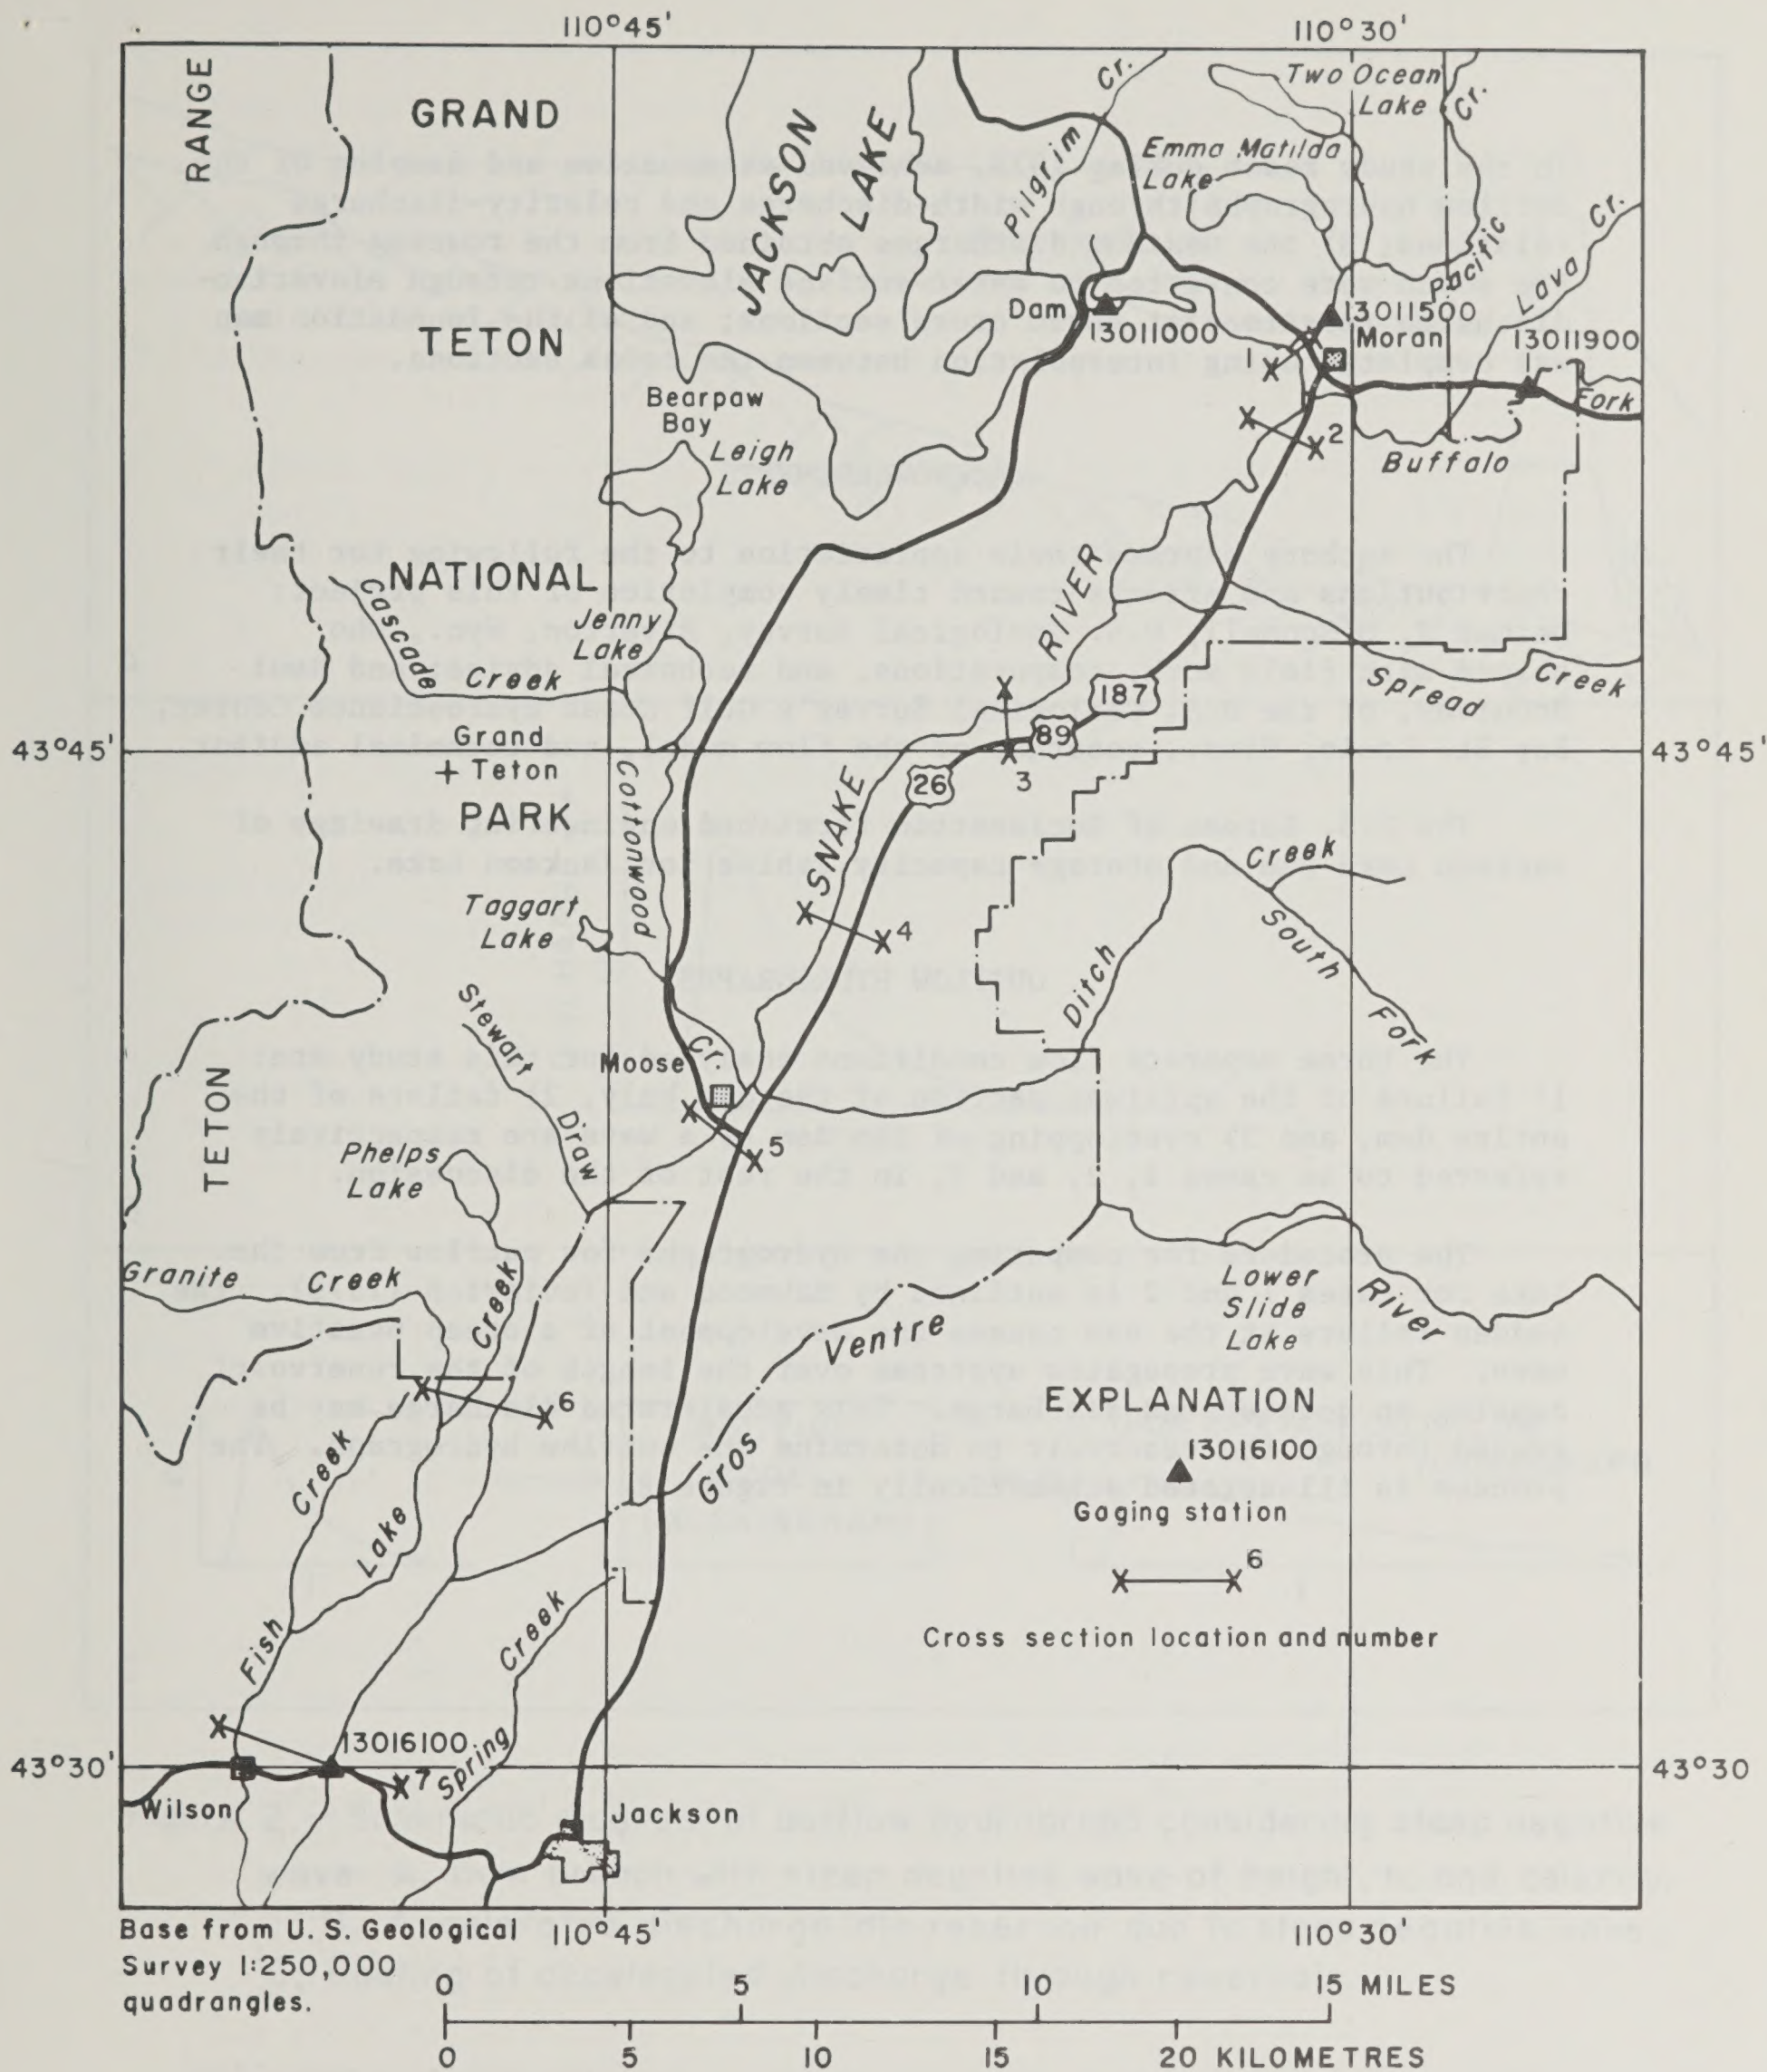 110°45'
110°30'
RANGE
GRAND
TETON
NATIONAL
PARK
JACKSON
LAKE
Pilgrim
Cr.
Two Ocean
Lake
Cr.
Emma Matilda
Lake
Pacific
Lava
Cr.
Dam
13011000
13011500
Moran
13011900
1
Fork
2
Buffalo
Bearpaw
Bay
Leigh
Lake
Cascade
Creek
Jenny
Lake
RIVER
187
Spread
Creek
43°45'
Grand
+ Teton
89
26
3
43°45'
Cottonwood
SNAKE
Creek
Taggart
Lake
4
South
Fork
Ditch
Stewart
Draw
Cr.
Moose
5
TETON
Phelps
Lake
Granite Creek
Creek
Lower
Slide
Lake
River
Ventre
Gros
6
Creek
Lake
Fish
Creek
Spring
EXPLANATION
13016100
Gaging station
6
Cross section location and number
13016100
43°30'
43°30
7
Wilson
Jackson
Base from U. S. Geological
Survey 1:250,000
quadrangles.
110°45'
110°30'
0 5 10 15 MILES
0 5 10 15 20 KILOMETRES